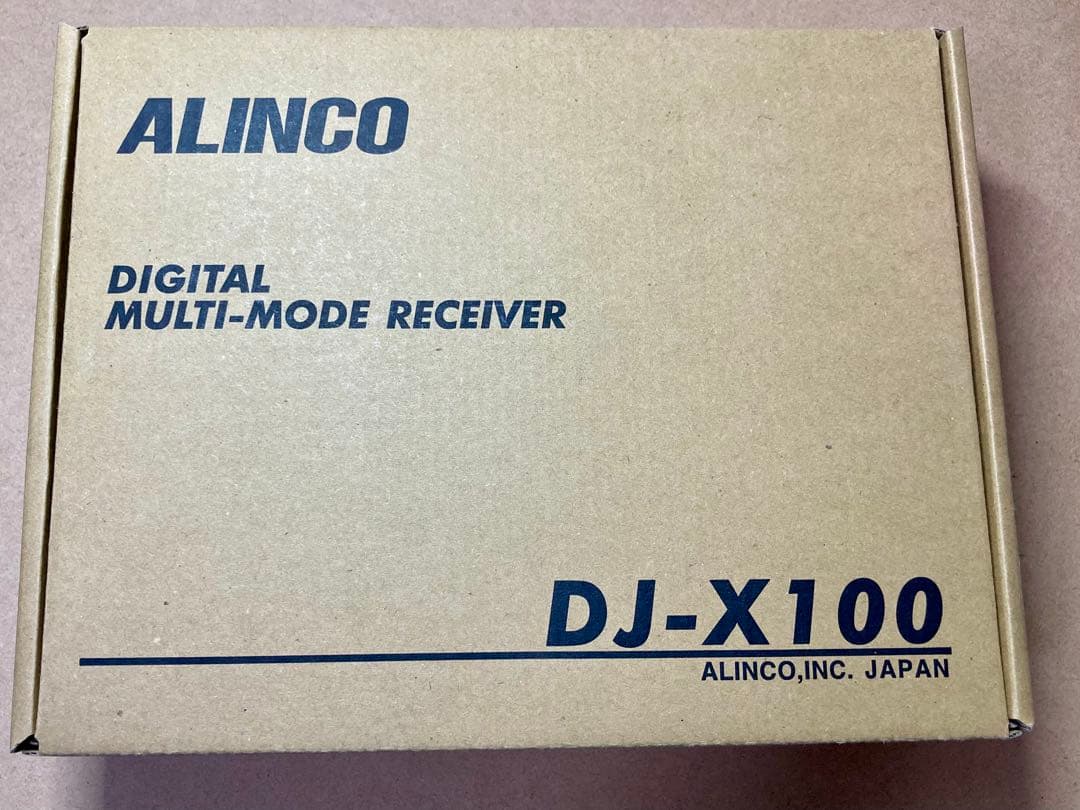 ALINCO
DIGITAL
MULTI-MODE RECEIVER
DJ-X100
ALINCO,INC. JAPAN